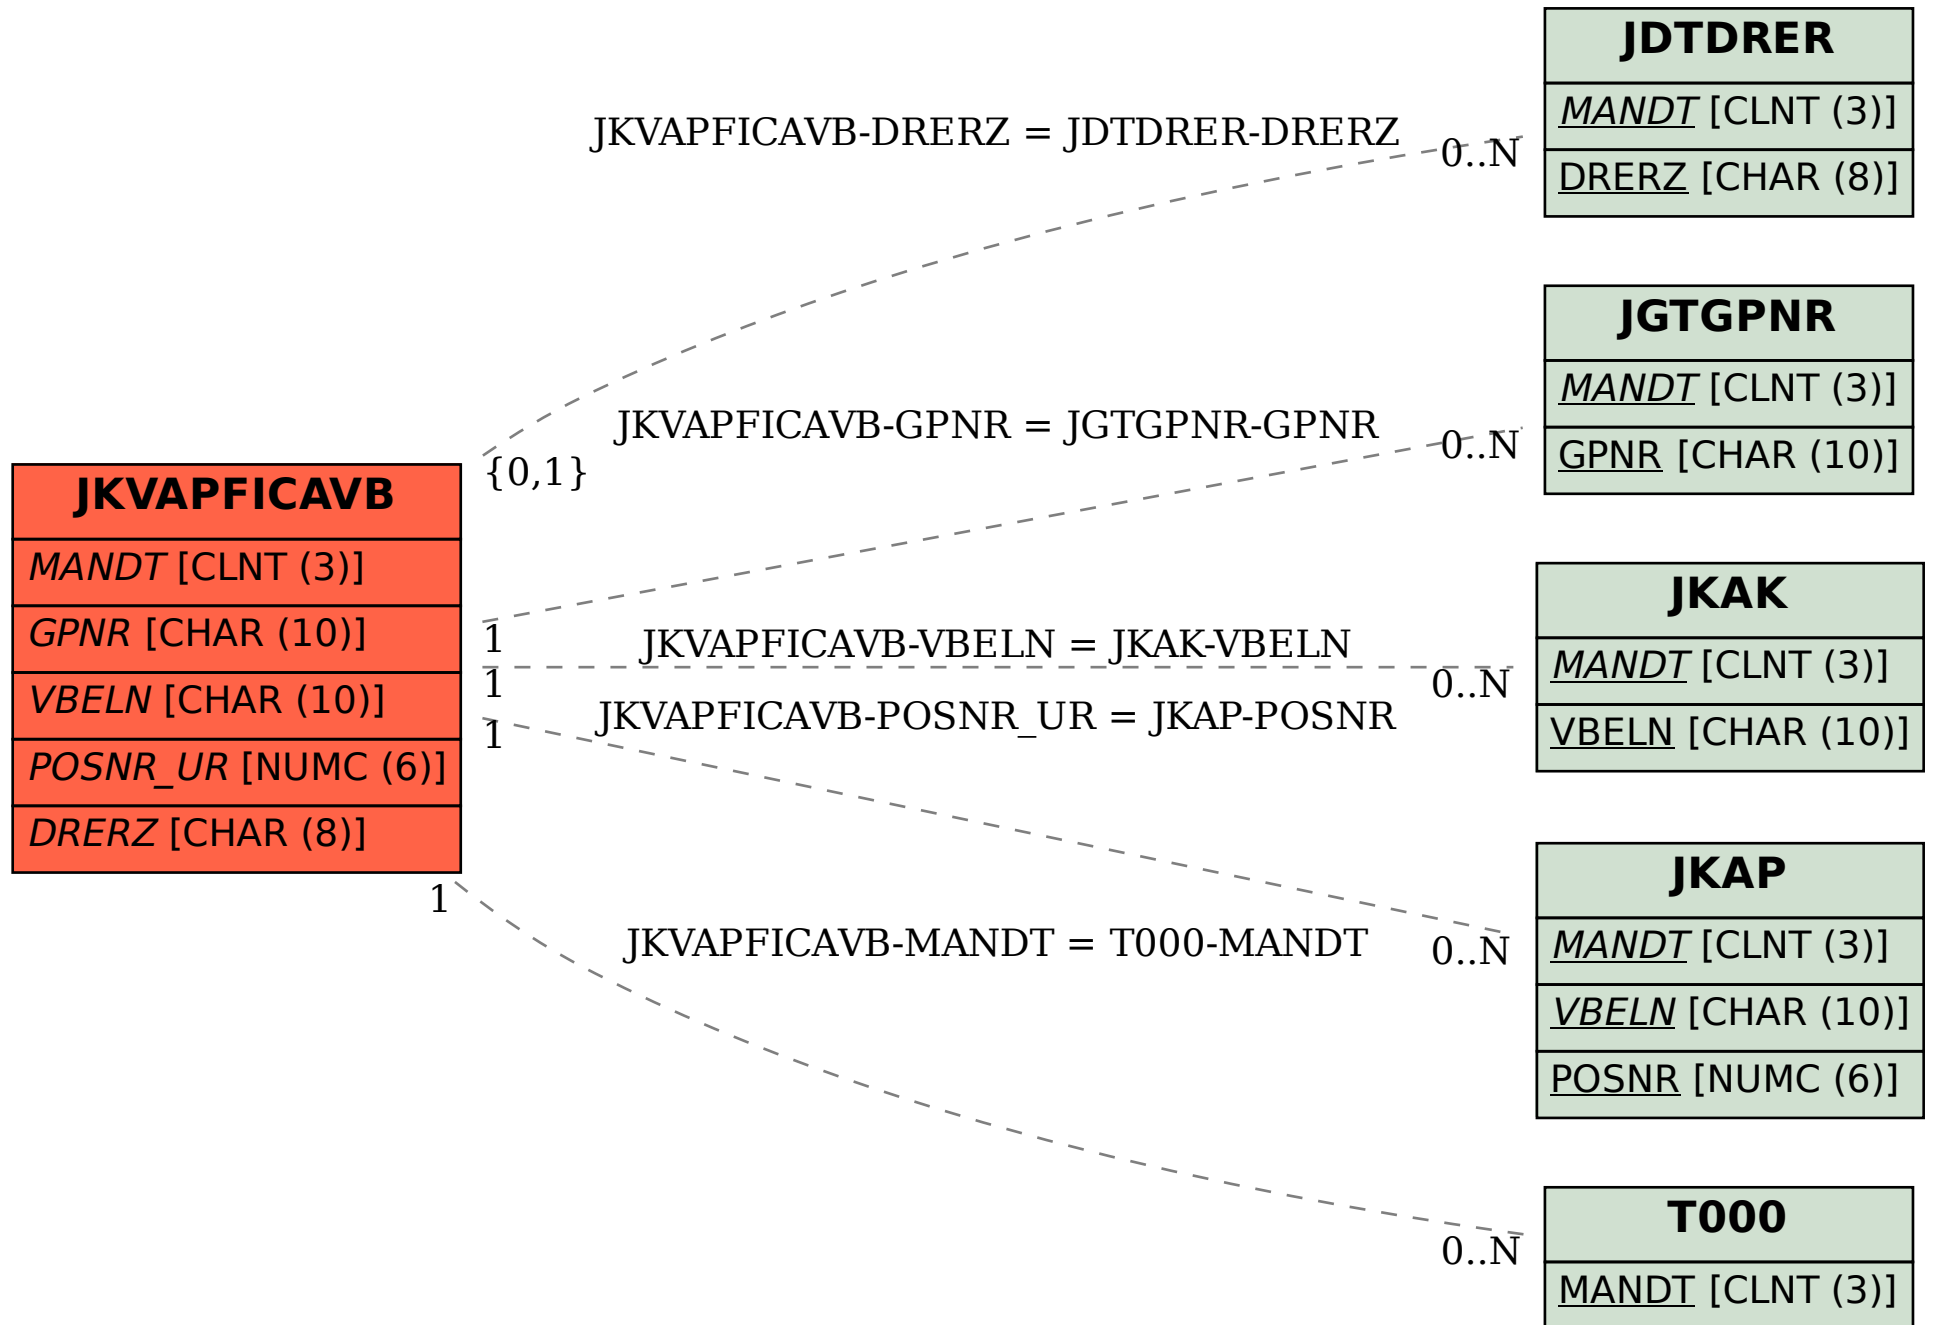 JDTDRER
MANDT [CLNT (3)]
DRERZ [CHAR (8)]
JKVAPFICAVB-DRERZ = JDTDRER-DRERZ
0..N
{0,1}
JGTGPNR
MANDT [CLNT (3)]
GPNR [CHAR (10)]
JKVAPFICAVB-GPNR = JGTGPNR-GPNR
0..N
1
JKVAPFICAVB
MANDT [CLNT (3)]
GPNR [CHAR (10)]
VBELN [CHAR (10)]
POSNR_UR [NUMC (6)]
DRERZ [CHAR (8)]
JKAK
MANDT [CLNT (3)]
VBELN [CHAR (10)]
JKVAPFICAVB-VBELN = JKAK-VBELN
0..N
1
JKVAPFICAVB-POSNR_UR = JKAP-POSNR
0..N
1
JKAP
MANDT [CLNT (3)]
VBELN [CHAR (10)]
POSNR [NUMC (6)]
JKVAPFICAVB-MANDT = T000-MANDT
0..N
1
T000
MANDT [CLNT (3)]